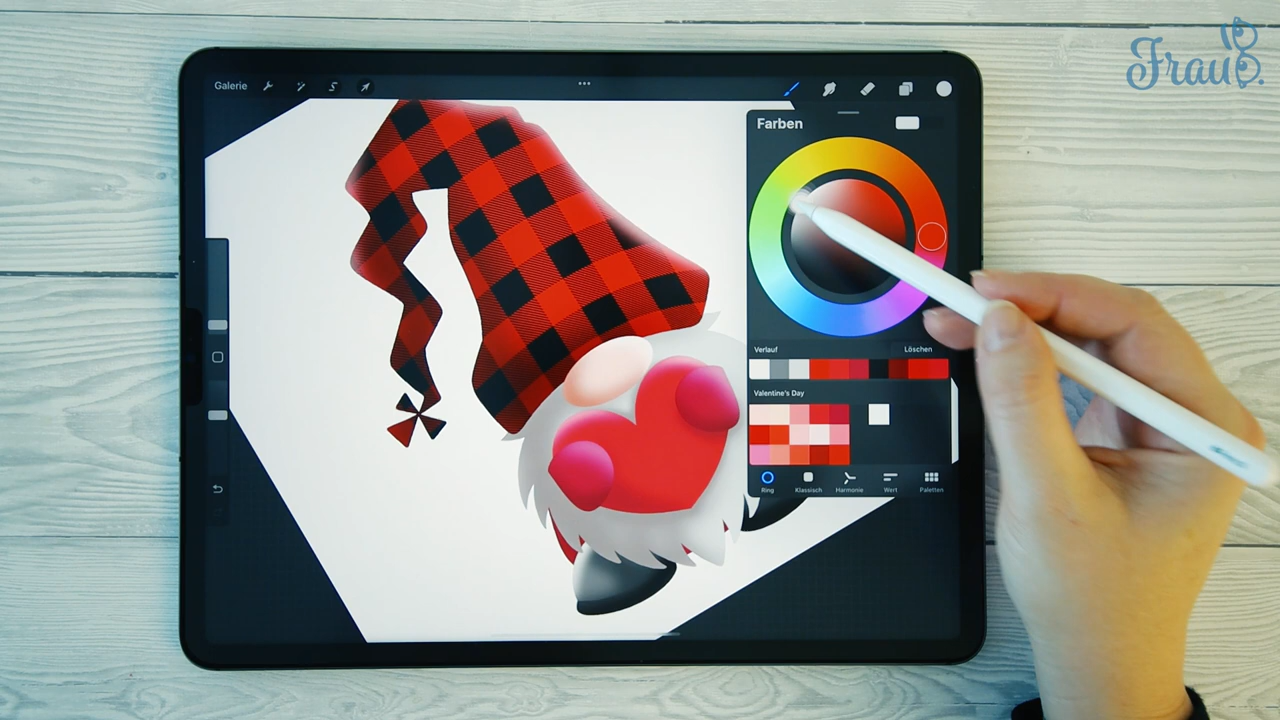 Frau B.
Galerie
Farben
Verlauf Löschen
Valentine's Day
Ring Klassisch Harmonie Wert Paletten